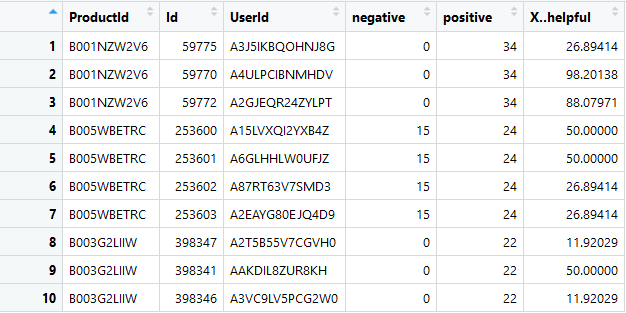 ProductId Id UserId negative positive X..helpful
1 B001NZW2V6 59775 A3J5IKBQOHNJ8G 0 34 26.89414
2 B001NZW2V6 59770 A4ULPCIBNMHDV 0 34 98.20138
3 B001NZW2V6 59772 A2GJEQR24ZYLPT 0 34 88.07971
4 B005WBETRC 253600 A15LVXQI2YXB4Z 15 24 50.00000
5 B005WBETRC 253601 A6GLHHLW0UFJZ 15 24 50.00000
6 B005WBETRC 253602 A87RT63V7SMD3 15 24 26.89414
7 B005WBETRC 253603 A2EAYG80EJQ4D9 15 24 26.89414
8 B003G2LIIW 398347 A2T5B55V7CGVH0 0 22 11.92029
9 B003G2LIIW 398341 AAKDIL8ZUR8KH 0 22 50.00000
10 B003G2LIIW 398346 A3VC9LV5PCG2W0 0 22 11.92029